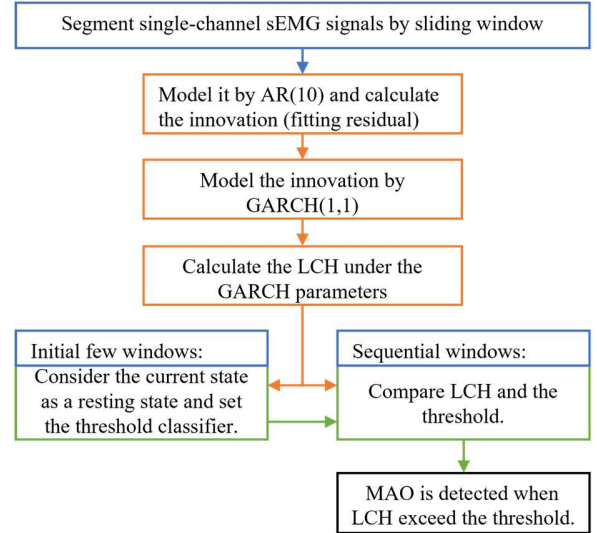 Segment single-channel sEMG signals by sliding window
Model it by AR(10) and calculate
the innovation (fitting residual)
Model the innovation by
GARCH(1,1)
Calculate the LCH under the
GARCH parameters
Initial few windows:
Consider the current state
as a resting state and set
the threshold classifier.
Sequential windows:
Compare LCH and the
threshold.
MAO is detected when
LCH exceed the threshold.